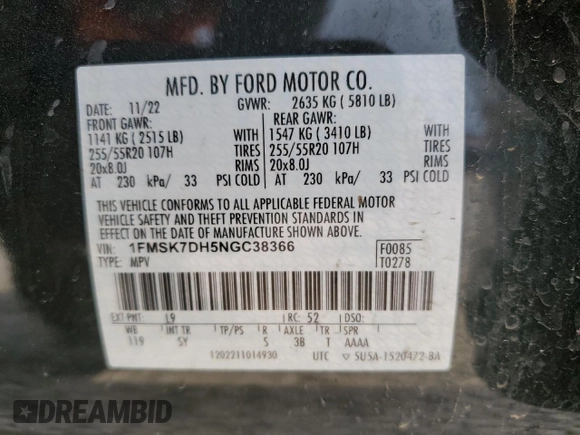 MFD. BY FORD MOTOR CO.
DATE: 11/22 GVWR: 2635 KG ( 5810 LB)
FRONT GAWR: REAR GAWR:
1141 KG ( 2515 LB) WITH 1547 KG ( 3410 LB) WITH
255/55R20 107H TIRES 255/55R20 107H TIRES
20x8.0J RIMS 20x8.0J RIMS
AT 230 kPa/ 33 PSI COLD AT 230 kPa/ 33 PSI COLD
THIS VEHICLE CONFORMS TO ALL APPLICABLE FEDERAL MOTOR
VEHICLE SAFETY AND THEFT PREVENTION STANDARDS IN
EFFECT ON THE DATE OF MANUFACTURE SHOWN ABOVE.
VIN: 1FMSK7DH5NGC38366 F0085
TYPE: MPV T0278
EXT PNT: L9 RC: 52 DSO:
WB INT TR TP/PS R AXLE TR SPR
119 SY S 3B T AAAA
1202211014930 UTC ▽ 5U5A-1520472-BA
DREAMBID